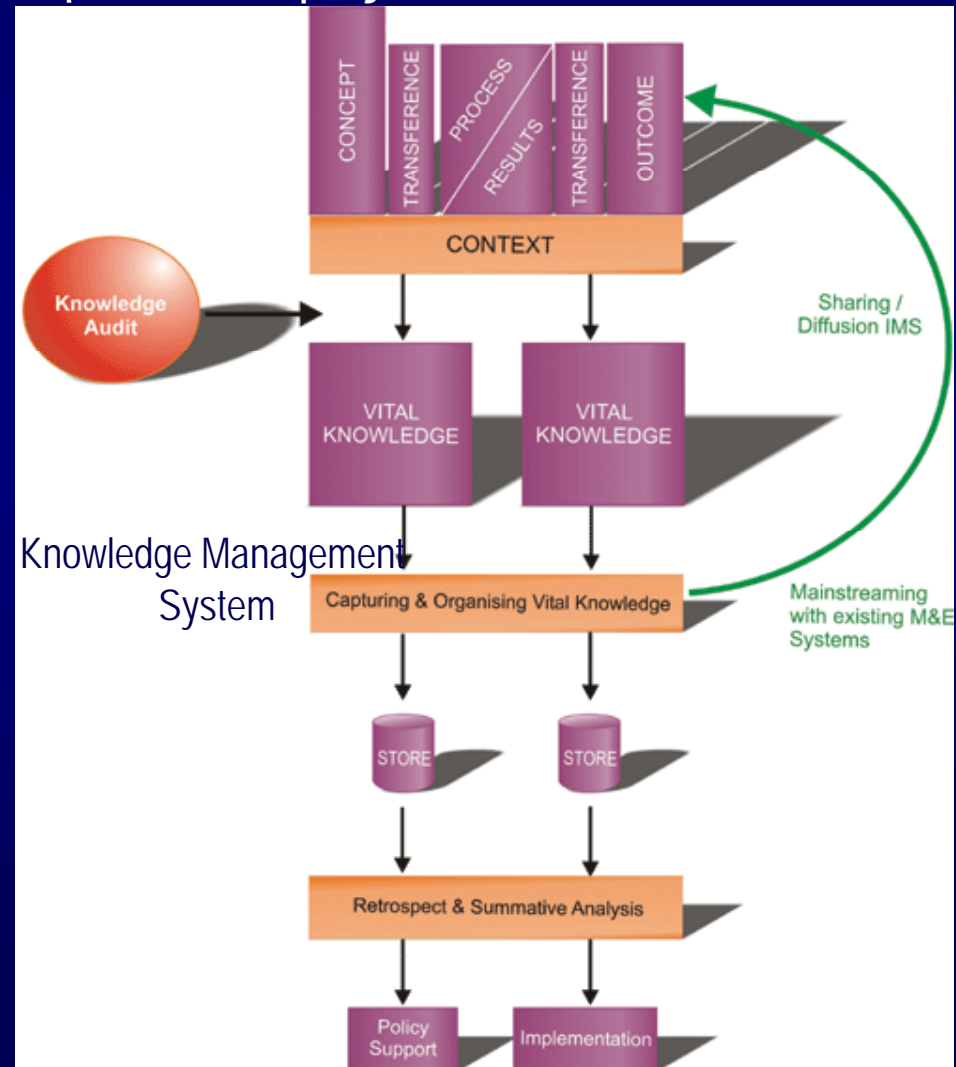 CONCEPT
TRANSFERENCE
PROCESS
RESULTS
TRANSFERENCE
OUTCOME
CONTEXT
Knowledge
Audit
Sharing /
Diffusion IMS
VITAL
KNOWLEDGE
VITAL
KNOWLEDGE
Knowledge Management
System
Capturing & Organising Vital Knowledge
Mainstreaming
with existing M&E
Systems
STORE
STORE
Retrospect & Summative Analysis
Policy
Support
Implementation